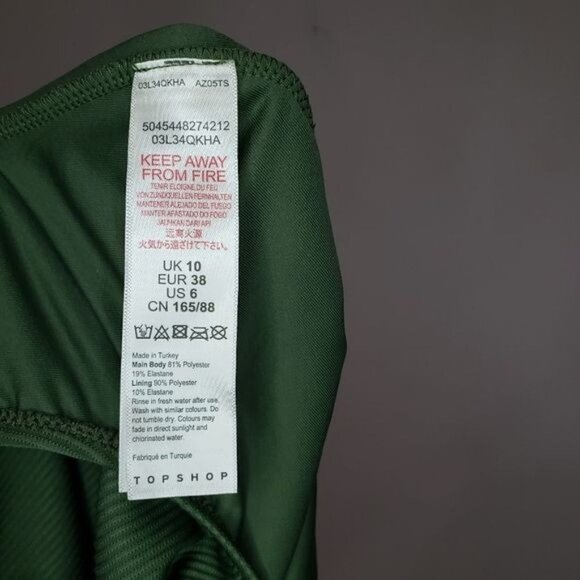 03L34QKHA AZ05TS
5045448274212
03L34QKHA
KEEP AWAY
FROM FIRE
TENIR ELOIGNE DU FEU
VON ZUNDQUELLEN FERNHALTEN
MANTENER ALEJADO DEL FUEGO
MANTER AFASTADO DO FOGO
JAUHKAN DARI API
远离火源
火気から遠ざけて下さい。
UK 10
EUR 38
US 6
CN 165/88
Made in Turkey
Main Body 81% Polyester
19% Elastane
Lining 90% Polyester
10% Elastane
Rinse in fresh water after use.
Wash with similar colours. Do
not tumble dry. Colours may
fade in direct sunlight and
chlorinated water.
Fabriqué en Turquie
TOPSHOP